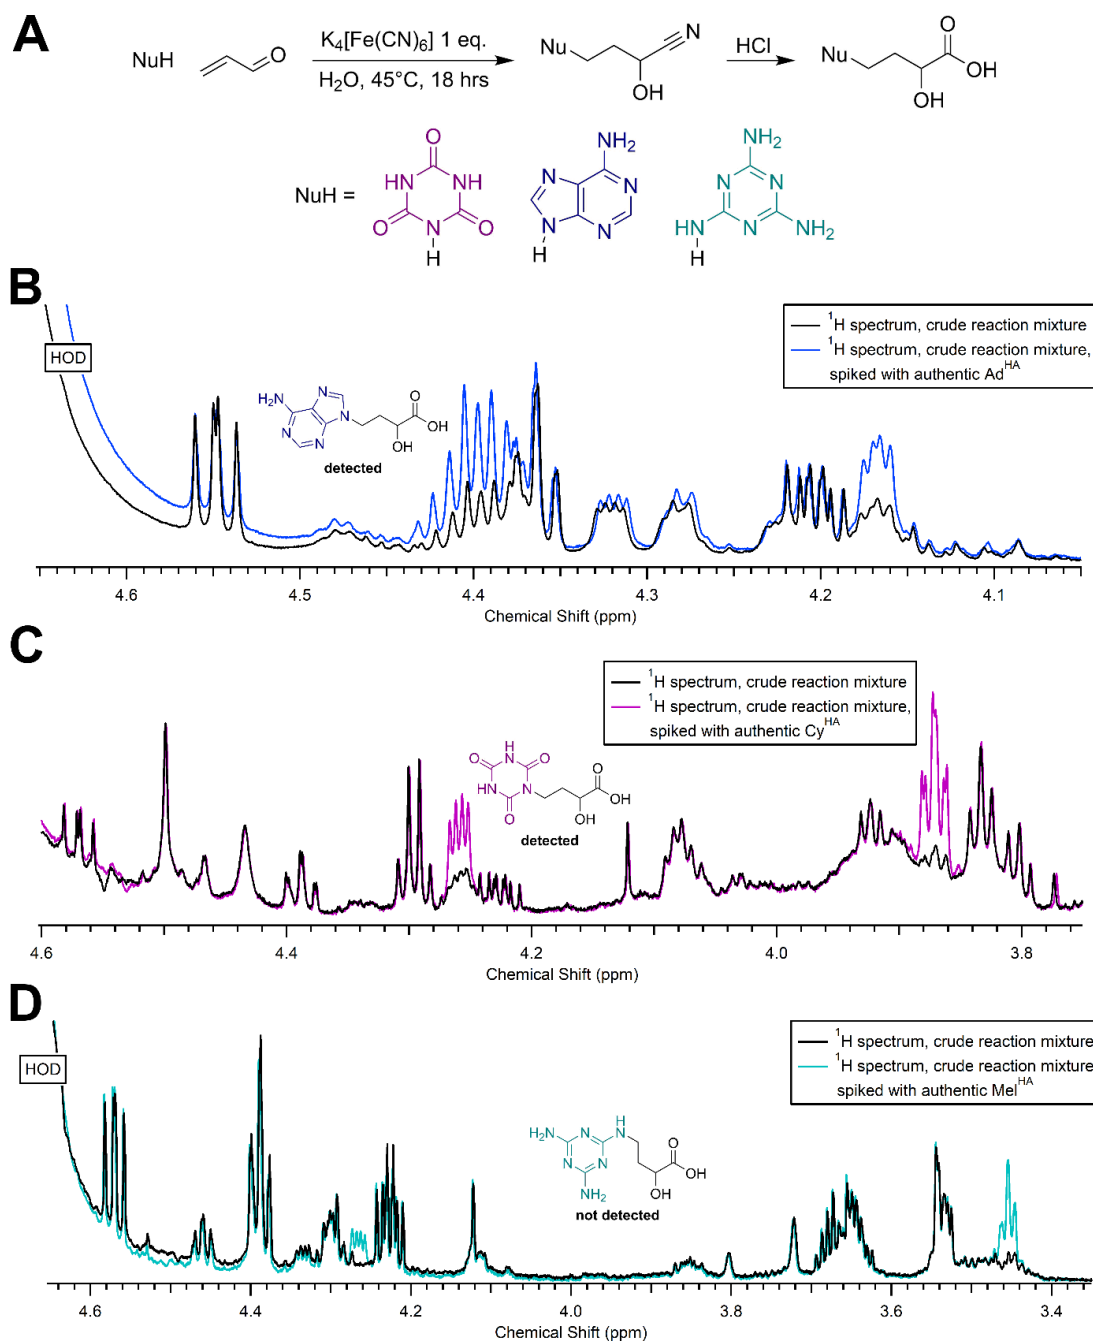 A
NuH
O
K4[Fe(CN)6] 1 eq.
H2O, 45°C, 18 hrs
Nu
N
OH
HCl
Nu
O
OH
OH
NuH =
O
HN
NH
O
N
O
H
NH2
N
N
N
N
H
NH2
N
N
HN
N
NH2
H
B
HOD
1H spectrum, crude reaction mixture
1H spectrum, crude reaction mixture,
spiked with authentic AdHA
NH2
N
N
N
N
O
OH
OH
detected
4.6
4.5
4.4
4.3
4.2
4.1
Chemical Shift (ppm)
C
1H spectrum, crude reaction mixture
1H spectrum, crude reaction mixture,
spiked with authentic CyHA
H
O
N
O
HN
N
O
O
OH
OH
detected
4.6
4.4
4.2
4.0
3.8
Chemical Shift (ppm)
D
HOD
1H spectrum, crude reaction mixture
1H spectrum, crude reaction mixture
spiked with authentic MelHA
H
H2N
N
N
O
N
N
OH
NH2
OH
not detected
4.6
4.4
4.2
4.0
3.8
3.6
3.4
Chemical Shift (ppm)